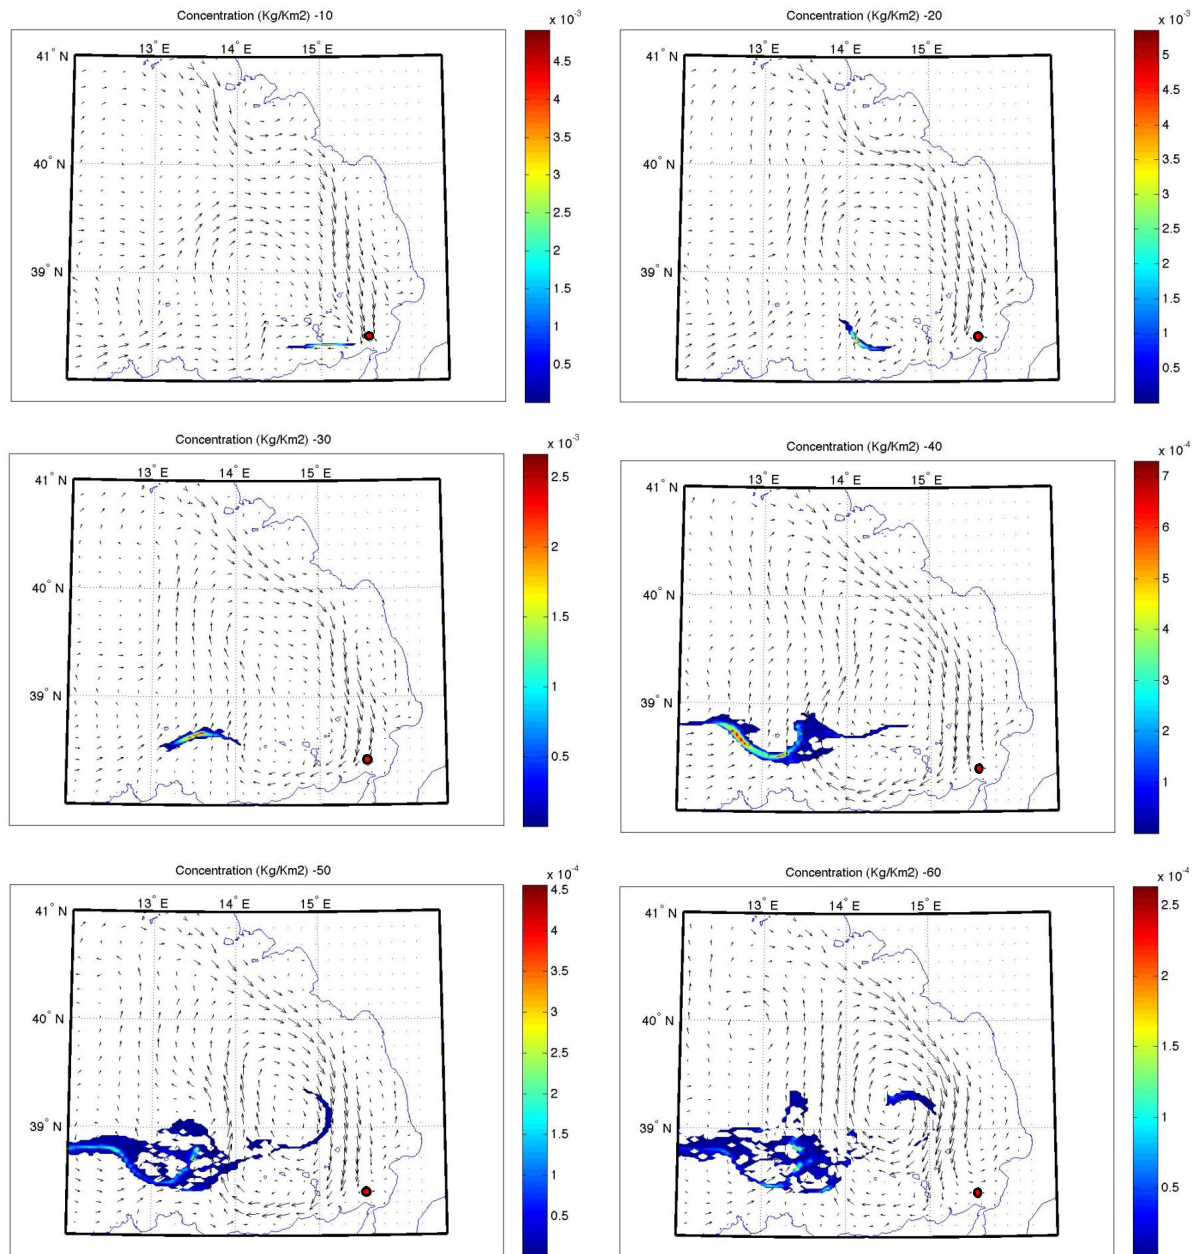 Concentration (Kg/Km2) -10
x 10-3
13° E 14° E 15° E
41° N
40° N
39° N
4.5
4
3.5
3
2.5
2
1.5
1
0.5
Concentration (Kg/Km2) -20
x 10-3
13° E 14° E 15° E
41° N
40° N
39° N
5
4.5
4
3.5
3
2.5
2
1.5
1
0.5
Concentration (Kg/Km2) -30
x 10-3
13° E 14° E 15° E
41° N
40° N
39° N
2.5
2
1.5
1
0.5
Concentration (Kg/Km2) -40
x 10-4
13° E 14° E 15° E
41° N
40° N
39° N
7
6
5
4
3
2
1
Concentration (Kg/Km2) -50
x 10-4
13° E 14° E 15° E
41° N
40° N
39° N
4.5
4
3.5
3
2.5
2
1.5
1
0.5
Concentration (Kg/Km2) -60
x 10-4
13° E 14° E 15° E
41° N
40° N
39° N
2.5
2
1.5
1
0.5